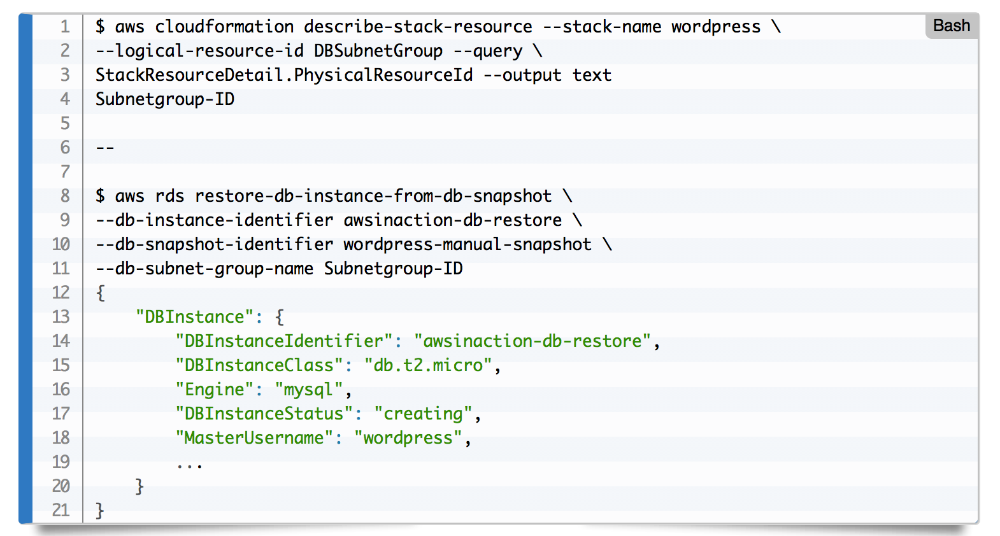 1 $ aws cloudformation describe-stack-resource --stack-name wordpress \
Bash
2 --logical-resource-id DBSubnetGroup --query \
3 StackResourceDetail.PhysicalResourceId --output text
4 Subnetgroup-ID
5
6 --
7
8 $ aws rds restore-db-instance-from-db-snapshot \
9 --db-instance-identifier awsinaction-db-restore \
10 --db-snapshot-identifier wordpress-manual-snapshot \
11 --db-subnet-group-name Subnetgroup-ID
12 {
13     "DBInstance": {
14         "DBInstanceIdentifier": "awsinaction-db-restore",
15         "DBInstanceClass": "db.t2.micro",
16         "Engine": "mysql",
17         "DBInstanceStatus": "creating",
18         "MasterUsername": "wordpress",
19         ...
20     }
21 }